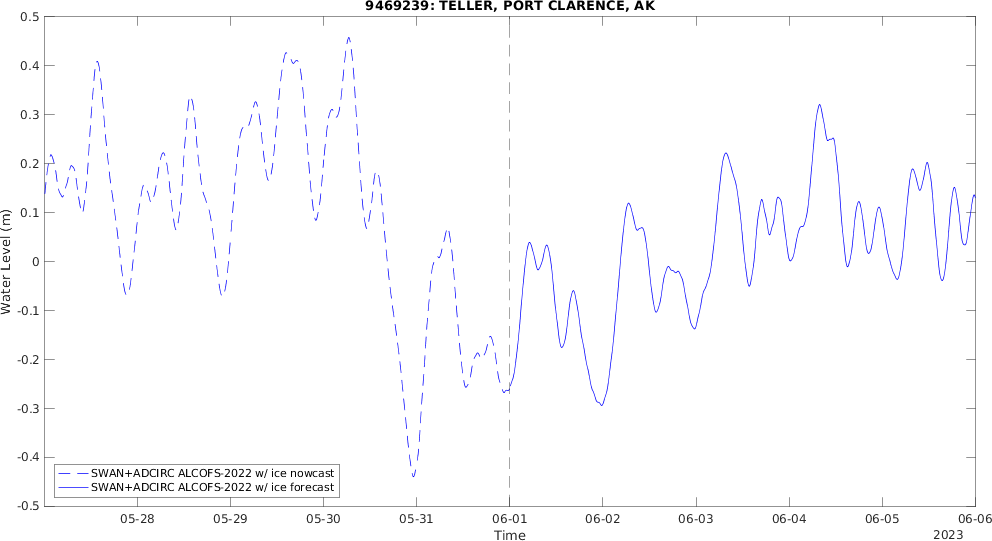 9469239: TELLER, PORT CLARENCE, AK
0.5
0.4
0.3
0.2
0.1
0
-0.1
-0.2
-0.3
-0.4
-0.5
Water Level (m)
SWAN+ADCIRC ALCOFS-2022 w/ ice nowcast
SWAN+ADCIRC ALCOFS-2022 w/ ice forecast
05-28 05-29 05-30 05-31 06-01 06-02 06-03 06-04 06-05 06-06
Time
2023